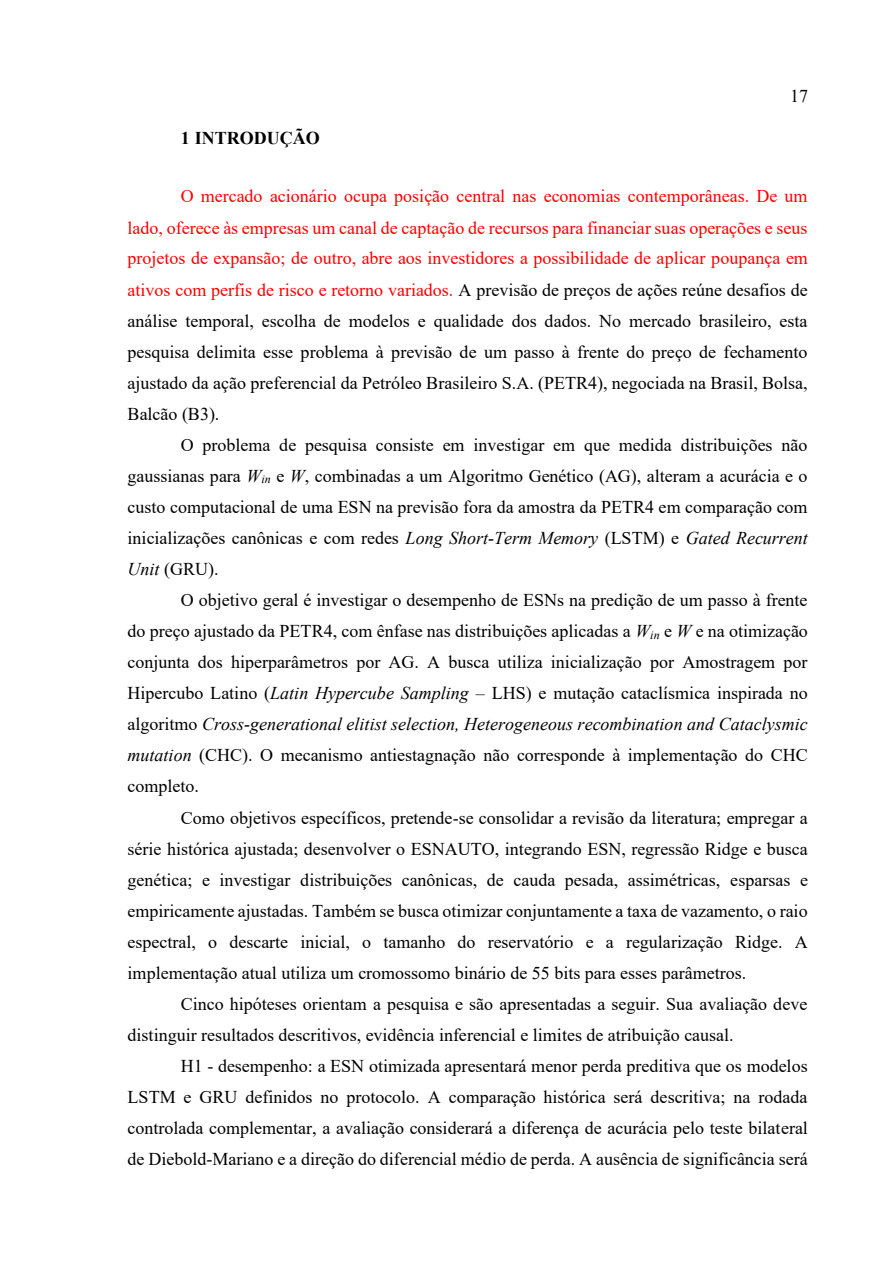 17
1 INTRODUÇÃO
O mercado acionário ocupa posição central nas economias contemporâneas. De um
lado, oferece às empresas um canal de captação de recursos para financiar suas operações e seus
projetos de expansão; de outro, abre aos investidores a possibilidade de aplicar poupança em
ativos com perfis de risco e retorno variados. A previsão de preços de ações reúne desafios de
análise temporal, escolha de modelos e qualidade dos dados. No mercado brasileiro, esta
pesquisa delimita esse problema à previsão de um passo à frente do preço de fechamento
ajustado da ação preferencial da Petróleo Brasileiro S.A. (PETR4), negociada na Brasil, Bolsa,
Balcão (B3).
O problema de pesquisa consiste em investigar em que medida distribuições não
gaussianas para Win e W, combinadas a um Algoritmo Genético (AG), alteram a acurácia e o
custo computacional de uma ESN na previsão fora da amostra da PETR4 em comparação com
inicializações canônicas e com redes Long Short-Term Memory (LSTM) e Gated Recurrent
Unit (GRU).
O objetivo geral é investigar o desempenho de ESNs na predição de um passo à frente
do preço ajustado da PETR4, com ênfase nas distribuições aplicadas a Win e W e na otimização
conjunta dos hiperparâmetros por AG. A busca utiliza inicialização por Amostragem por
Hipercubo Latino (Latin Hypercube Sampling – LHS) e mutação cataclísmica inspirada no
algoritmo Cross-generational elitist selection, Heterogeneous recombination and Cataclysmic
mutation (CHC). O mecanismo antiestagnação não corresponde à implementação do CHC
completo.
Como objetivos específicos, pretende-se consolidar a revisão da literatura; empregar a
série histórica ajustada; desenvolver o ESNAUTO, integrando ESN, regressão Ridge e busca
genética; e investigar distribuições canônicas, de cauda pesada, assimétricas, esparsas e
empiricamente ajustadas. Também se busca otimizar conjuntamente a taxa de vazamento, o raio
espectral, o descarte inicial, o tamanho do reservatório e a regularização Ridge. A
implementação atual utiliza um cromossomo binário de 55 bits para esses parâmetros.
Cinco hipóteses orientam a pesquisa e são apresentadas a seguir. Sua avaliação deve
distinguir resultados descritivos, evidência inferencial e limites de atribuição causal.
H1 - desempenho: a ESN otimizada apresentará menor perda preditiva que os modelos
LSTM e GRU definidos no protocolo. A comparação histórica será descritiva; na rodada
controlada complementar, a avaliação considerará a diferença de acurácia pelo teste bilateral
de Diebold-Mariano e a direção do diferencial médio de perda. A ausência de significância será